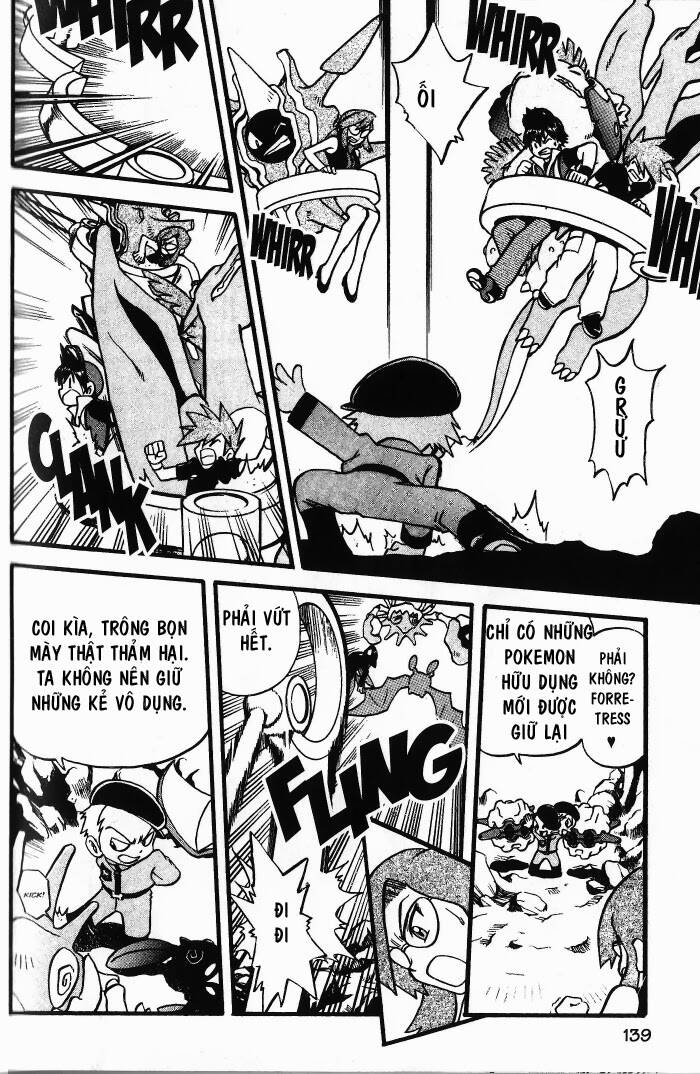 WHIRR
WHIRR
ỐI
WHIRR
WHIRR
GRỪ
CLANK
COI KÌA, TRÔNG BỌN
MÀY THẬT THẢM HẠI.
TA KHÔNG NÊN GIỮ
NHỮNG KẺ VÔ DỤNG.
KICK!
PHẢI VỨT
HẾT.
FLING
ĐI
ĐI
CHỈ CÓ NHỮNG
POKEMON
HỮU DỤNG
MỚI ĐƯỢC
GIỮ LẠI
PHẢI
KHÔNG?
FORRE-
TRESS
♥
139